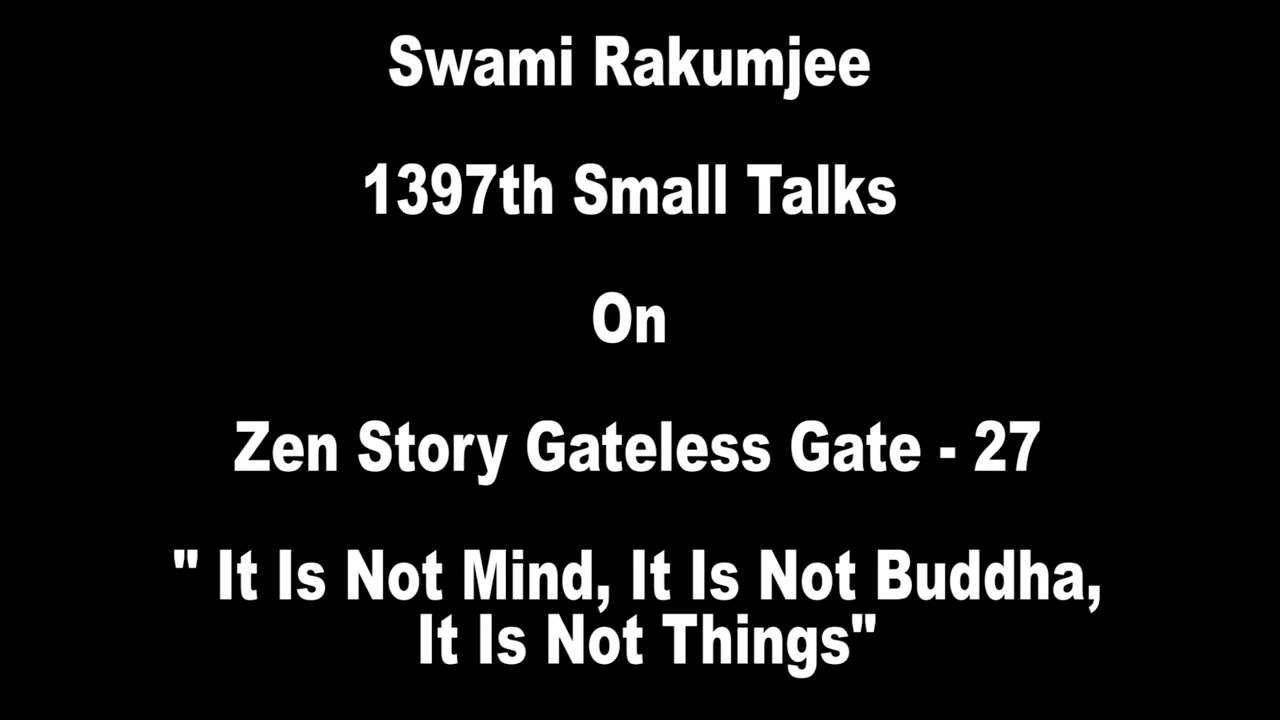 Swami Rakumjee
1397th Small Talks
On
Zen Story Gateless Gate - 27
" It Is Not Mind, It Is Not Buddha,
It Is Not Things"